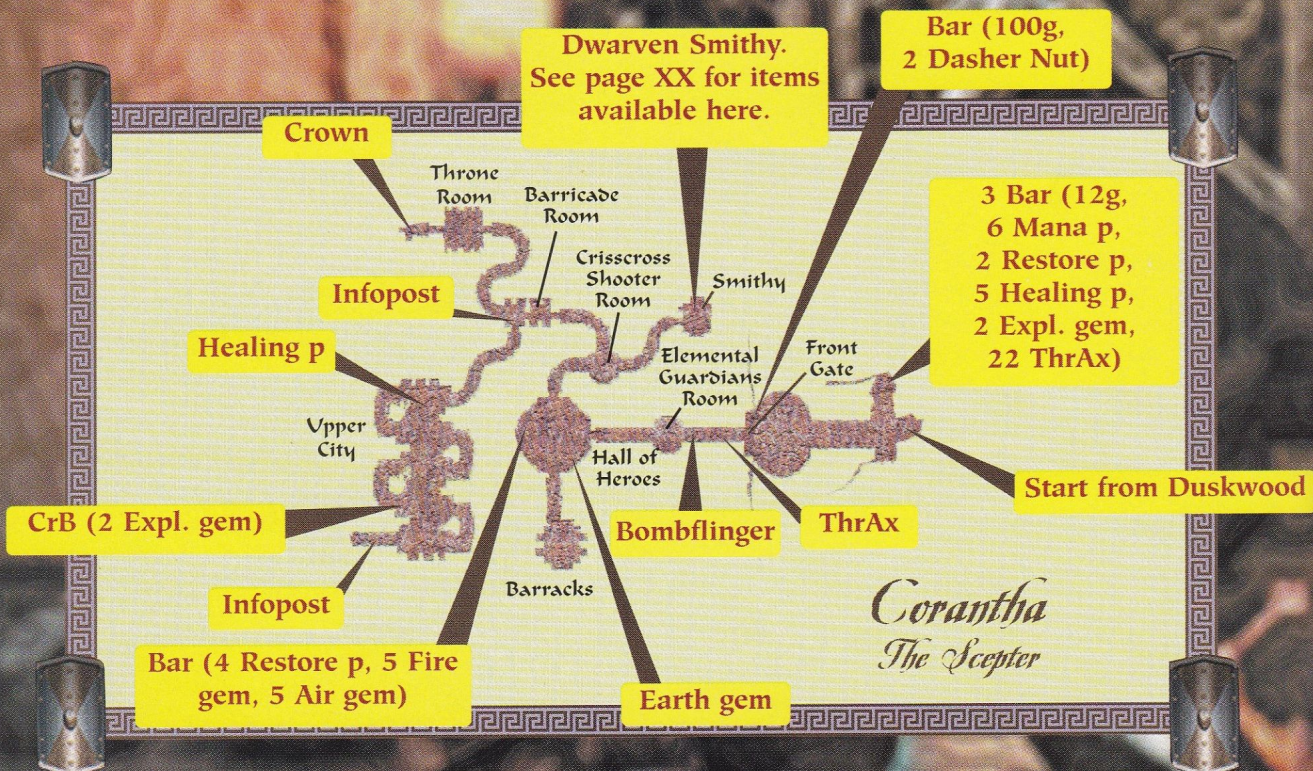 Bar (100g,
2 Dasher Nut)
Dwarven Smithy.
See page XX for items
available here.
Crown
Throne
Room
Barricade
Room
3 Bar (12g,
6 Mana p,
2 Restore p,
5 Healing p,
2 Expl. gem,
22 ThrAx)
Crisscross
Shooter
Room
Smithy
Infopost
Healing p
Elemental
Guardians
Room
Front
Gate
Upper
City
Hall of
Heroes
Start from Duskwood
CrB (2 Expl. gem)
Bombflinger
ThrAx
Barracks
Infopost
Corantha
The Scepter
Bar (4 Restore p, 5 Fire
gem, 5 Air gem)
Earth gem